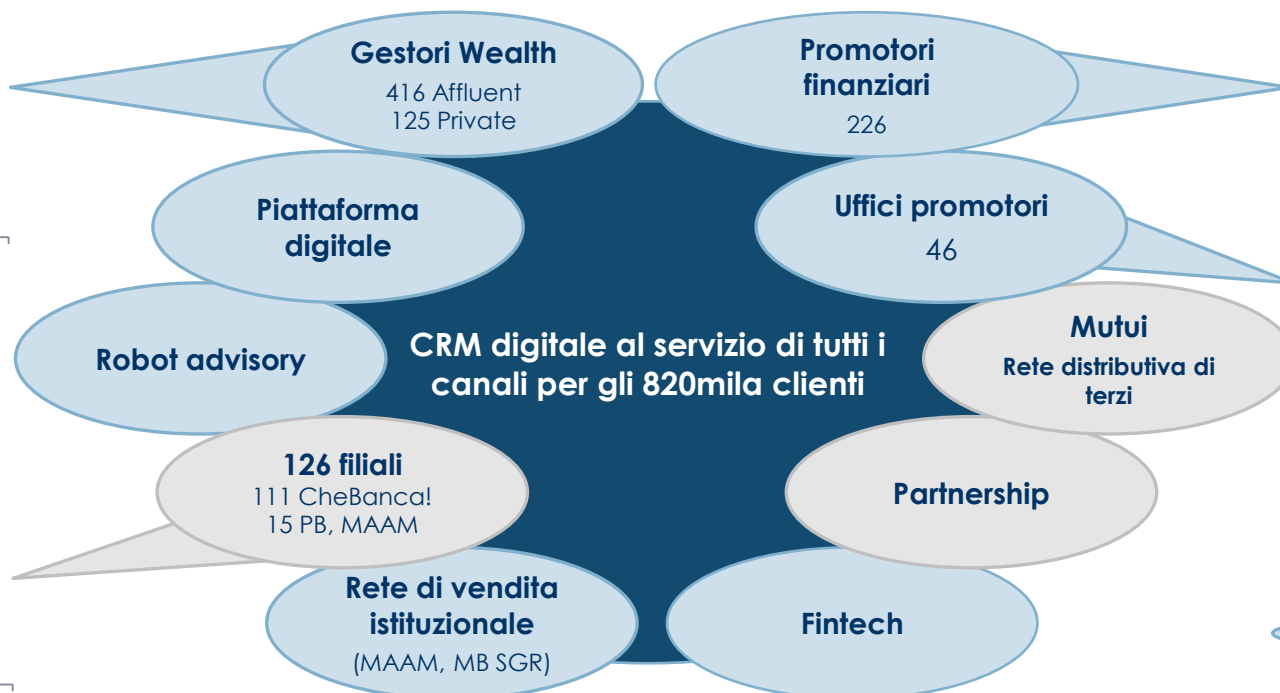 Gestori Wealth
416 Affluent
125 Private
Promotori
finanziari
226
Piattaforma
digitale
Uffici promotori
46
Robot advisory
CRM digitale al servizio di tutti i
canali per gli 820mila clienti
Mutui
Rete distributiva di
terzi
126 filiali
111 CheBanca!
15 PB, MAAM
Partnership
Rete di vendita
istituzionale
(MAAM, MB SGR)
Fintech